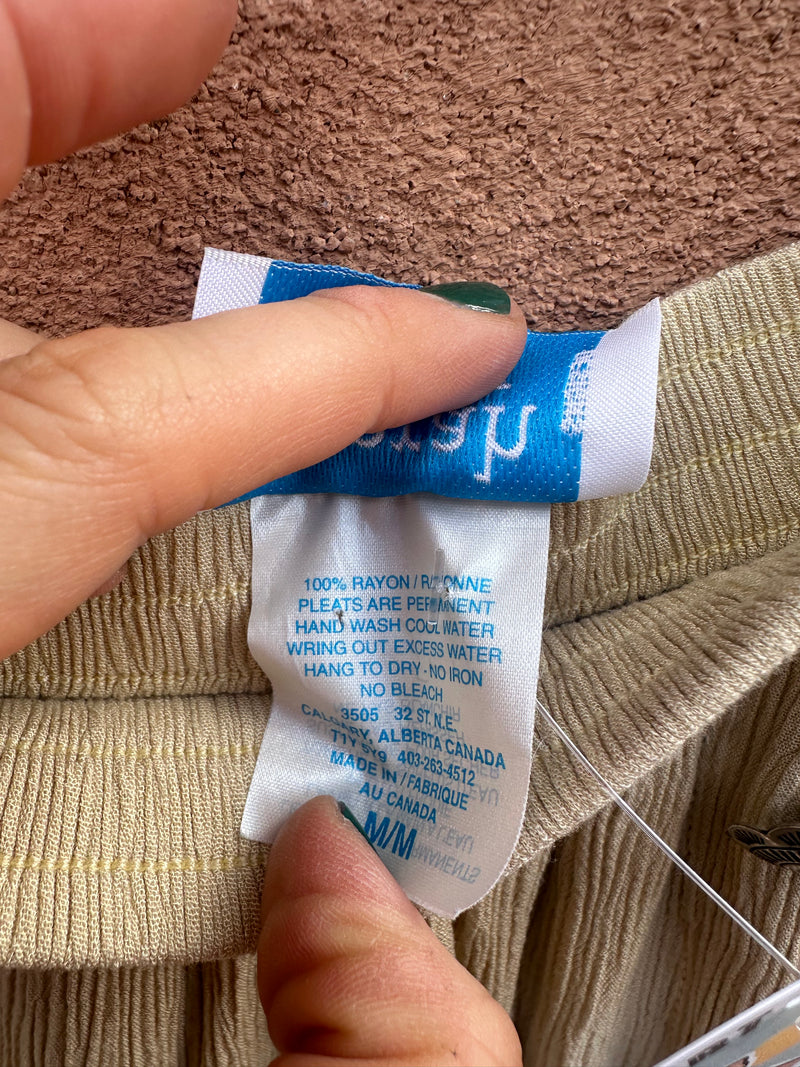 100% RAYON / RAYONNE
PLEATS ARE PERMANENT
HAND WASH COOL WATER
WRING OUT EXCESS WATER
HANG TO DRY - NO IRON
NO BLEACH
3505 32 ST. N.E.
CALGARY, ALBERTA CANADA
T1Y 5Y9 403-263-4512
MADE IN / FABRIQUE
AU CANADA
M/M